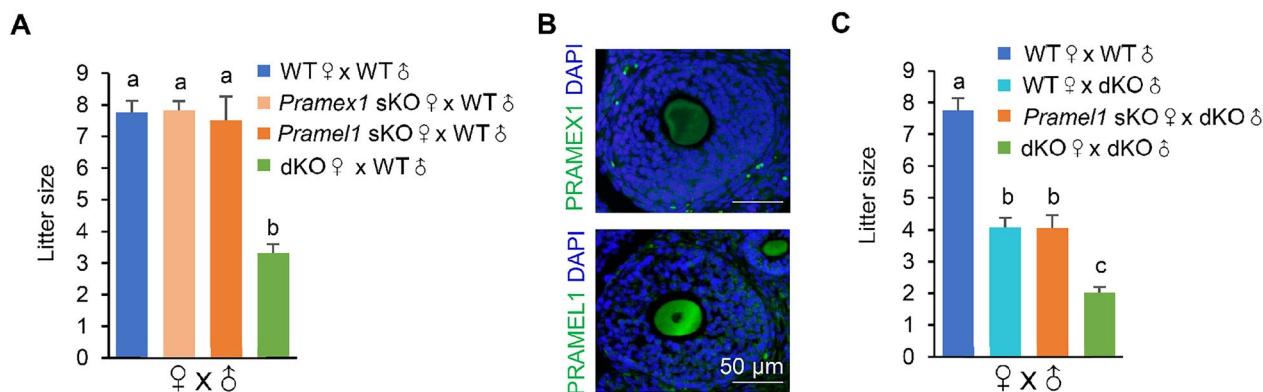 A
Litter size
9
8
7
6
5
4
3
2
1
0
a
a
a
b
♀ x ♂
WT ♀ x WT ♂
Pramex1 sKO ♀ x WT ♂
Pramel1 sKO ♀ x WT ♂
dKO ♀ x WT ♂
B
PRAMEX1 DAPI
PRAMEL1 DAPI
50 µm
C
Litter size
9
8
7
6
5
4
3
2
1
0
a
b
b
c
♀ x ♂
WT ♀ x WT ♂
WT ♀ x dKO ♂
Pramel1 sKO ♀ x dKO ♂
dKO ♀ x dKO ♂